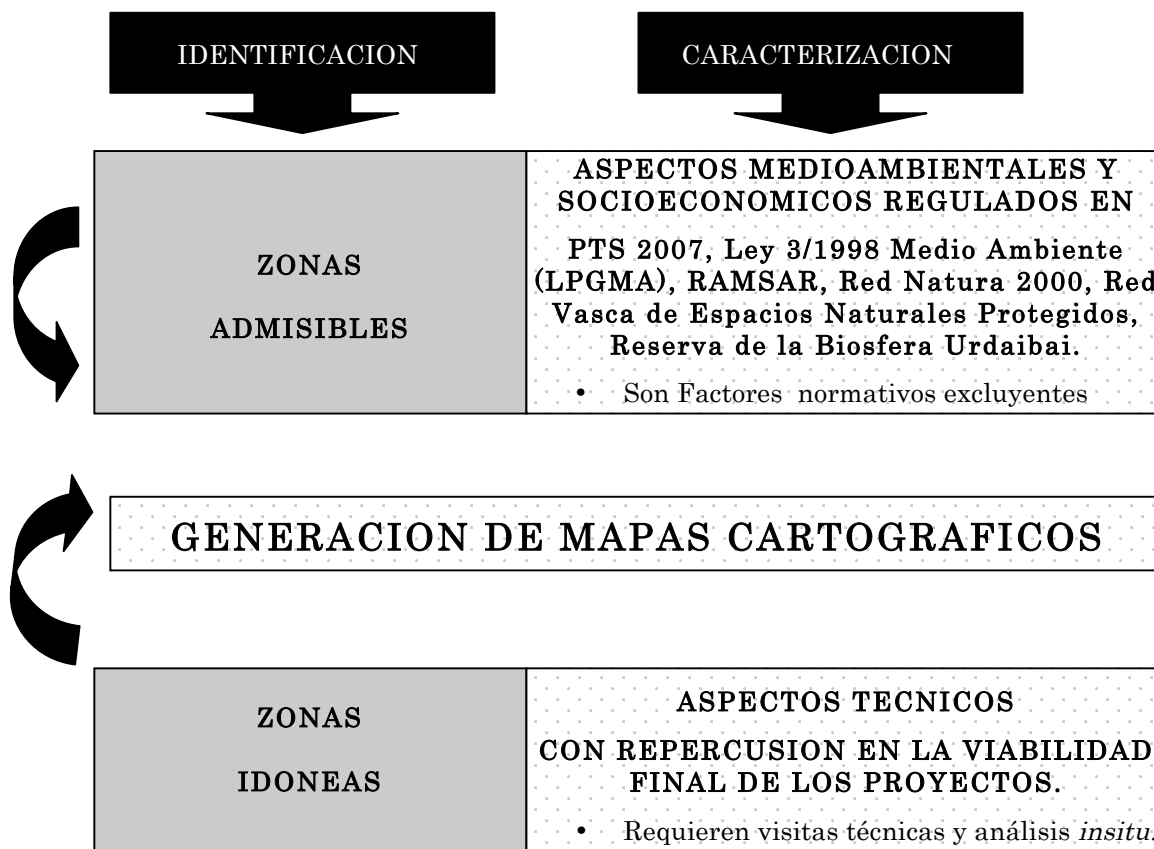 IDENTIFICACION
CARACTERIZACION
ZONAS
ADMISIBLES
ASPECTOS MEDIOAMBIENTALES Y
SOCIOECONOMICOS REGULADOS EN
PTS 2007, Ley 3/1998 Medio Ambiente
(LPGMA), RAMSAR, Red Natura 2000, Red
Vasca de Espacios Naturales Protegidos,
Reserva de la Biosfera Urdaibai.
• Son Factores normativos excluyentes
GENERACION DE MAPAS CARTOGRAFICOS
ZONAS
IDONEAS
ASPECTOS TECNICOS
CON REPERCUSION EN LA VIABILIDAD
FINAL DE LOS PROYECTOS.
• Requieren visitas técnicas y análisis insitu.